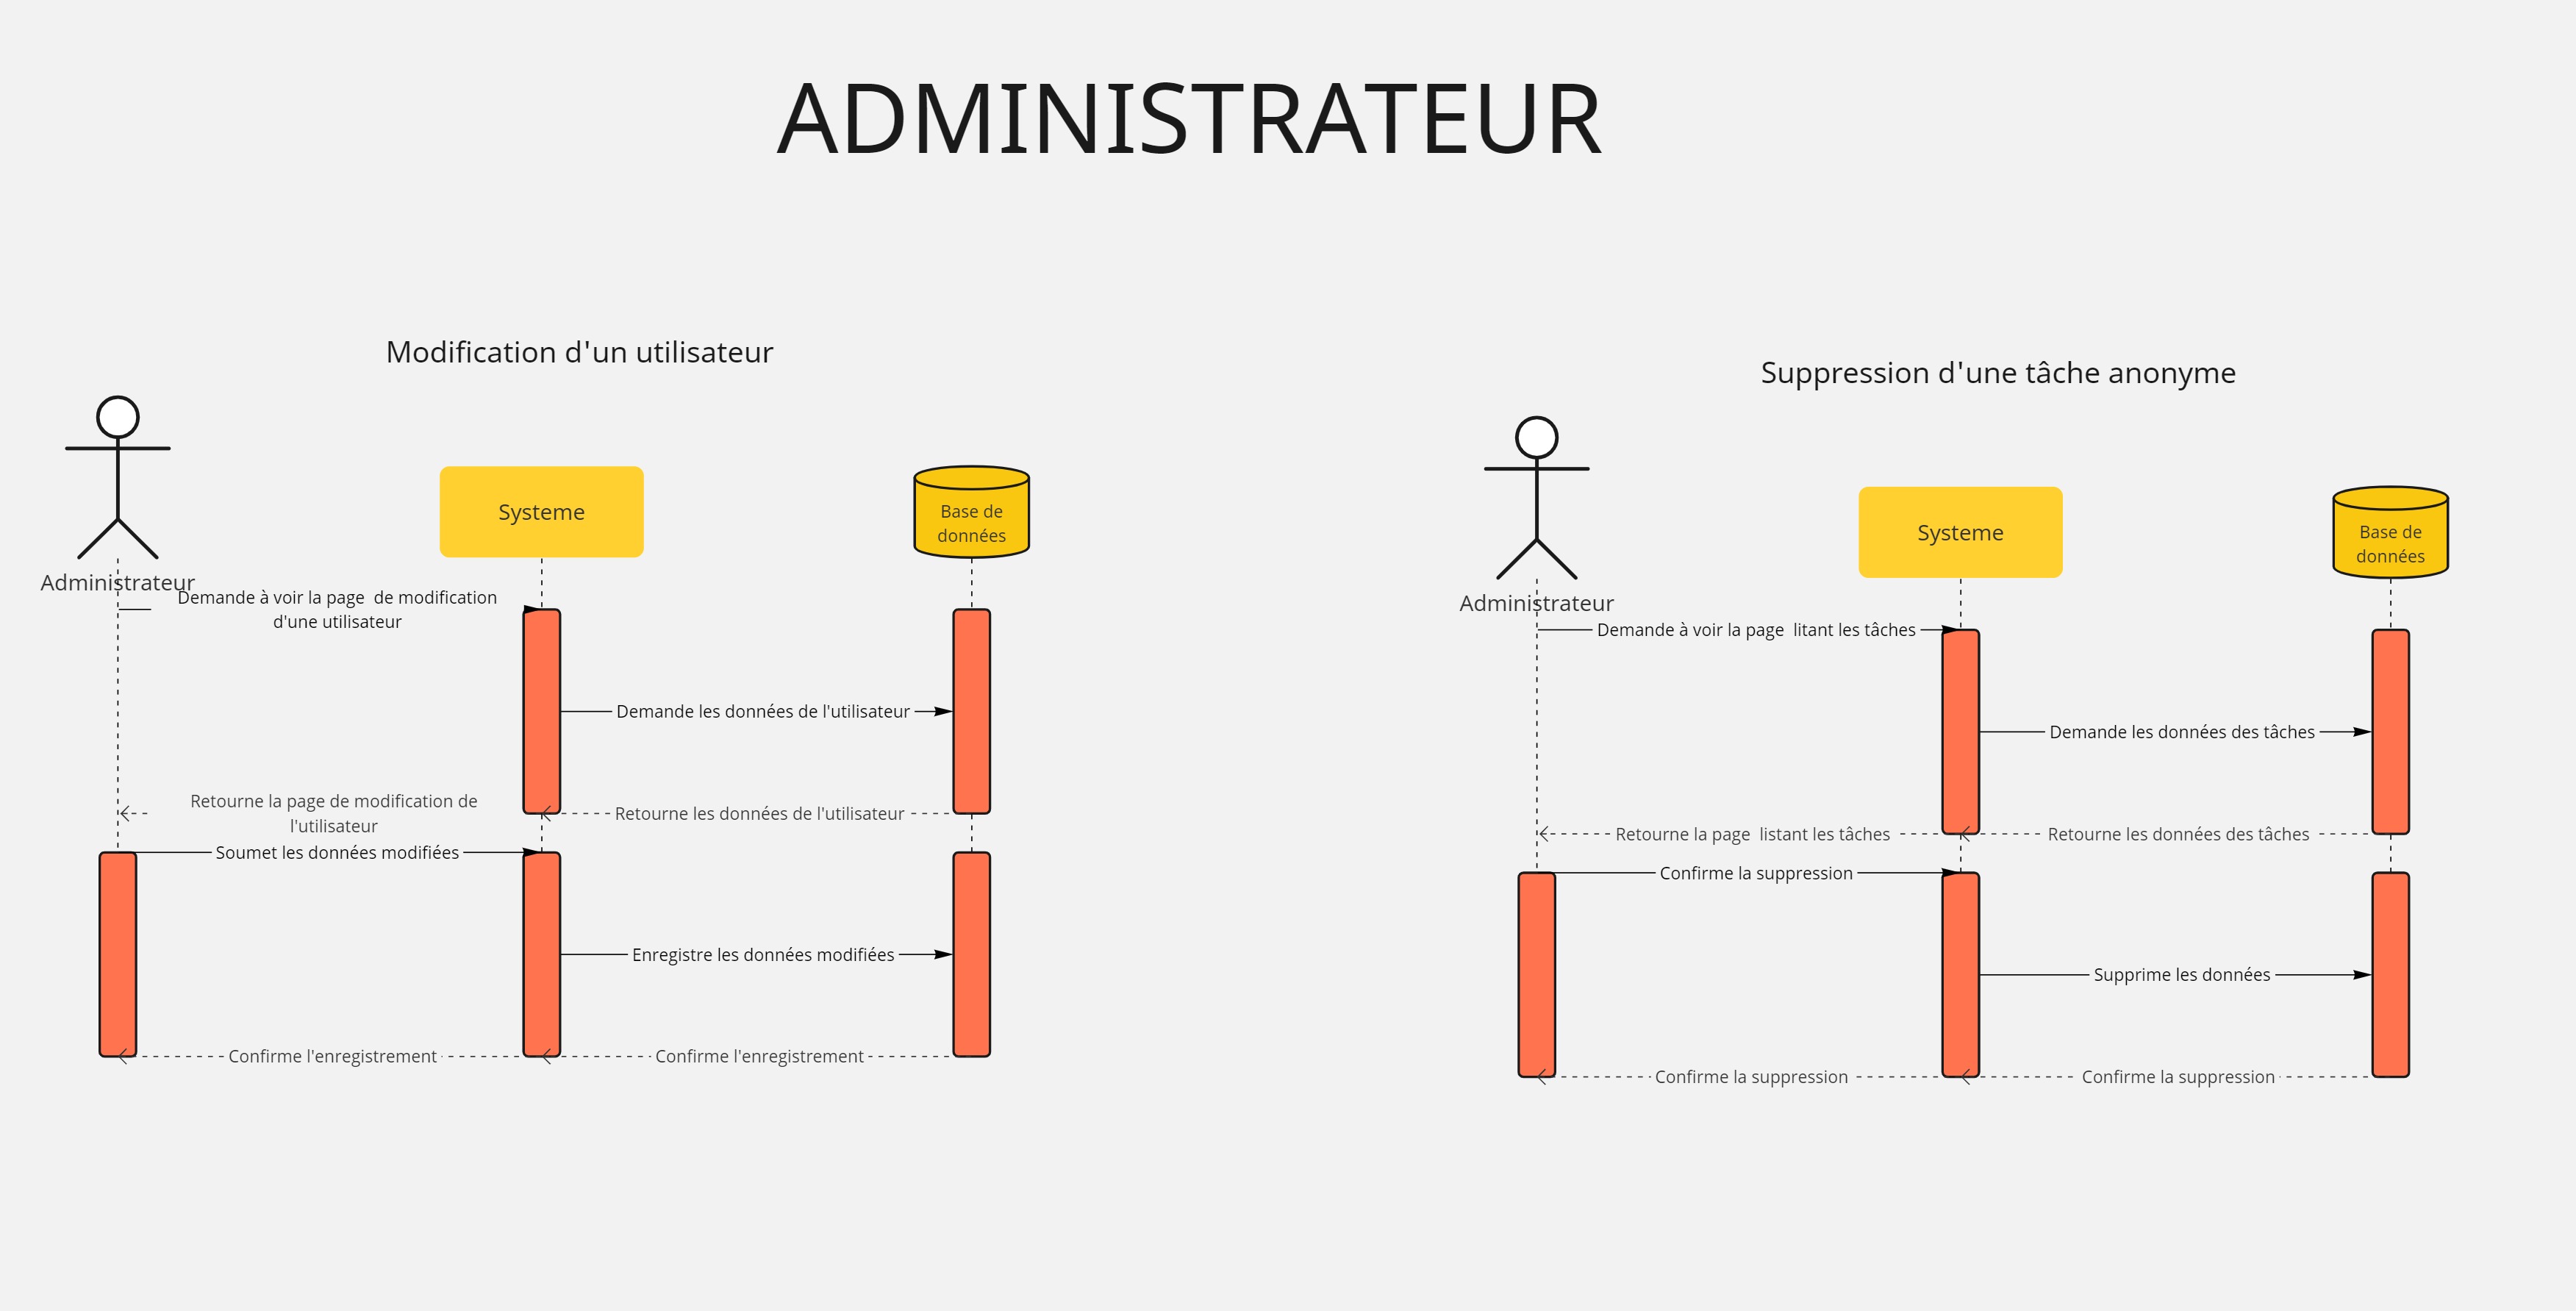 ADMINISTRATEUR
Modification d'un utilisateur
Systeme
Base de
données
Administrateur
Demande à voir la page  de modification
d'une utilisateur
Demande les données de l'utilisateur
Retourne la page de modification de
l'utilisateur
Retourne les données de l'utilisateur
Soumet les données modifiées
Enregistre les données modifiées
Confirme l'enregistrement
Confirme l'enregistrement
Suppression d'une tâche anonyme
Systeme
Base de
données
Administrateur
Demande à voir la page  litant les tâches
Demande les données des tâches
Retourne la page  listant les tâches
Retourne les données des tâches
Confirme la suppression
Supprime les données
Confirme la suppression
Confirme la suppression